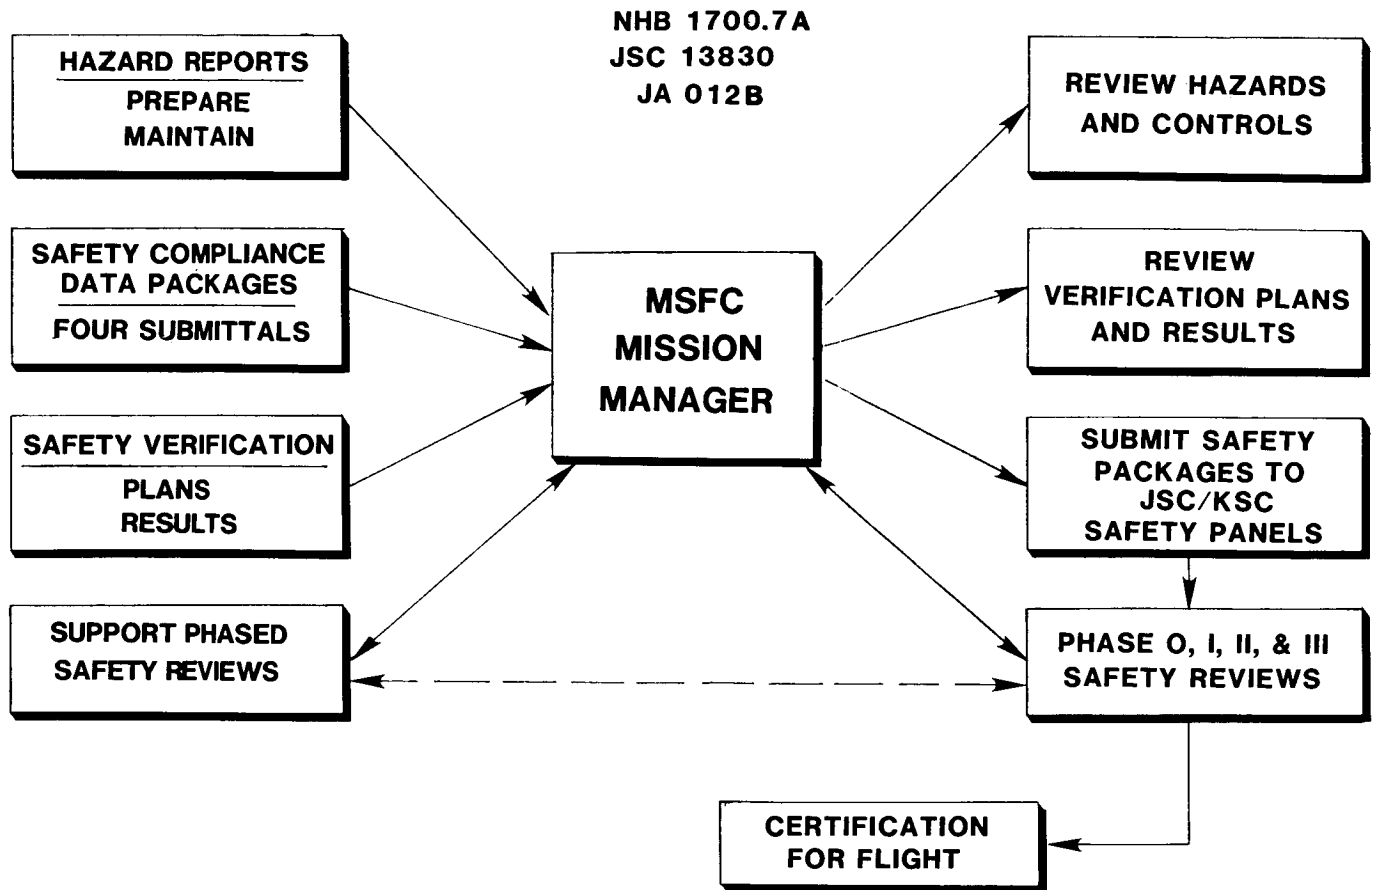 NHB 1700.7A
JSC 13830
JA 012B
HAZARD REPORTS
PREPARE
MAINTAIN
SAFETY COMPLIANCE
DATA PACKAGES
FOUR SUBMITTALS
SAFETY VERIFICATION
PLANS
RESULTS
SUPPORT PHASED
SAFETY REVIEWS
MSFC
MISSION
MANAGER
REVIEW HAZARDS
AND CONTROLS
REVIEW
VERIFICATION PLANS
AND RESULTS
SUBMIT SAFETY
PACKAGES TO
JSC/KSC
SAFETY PANELS
PHASE O, I, II, & III
SAFETY REVIEWS
CERTIFICATION
FOR FLIGHT